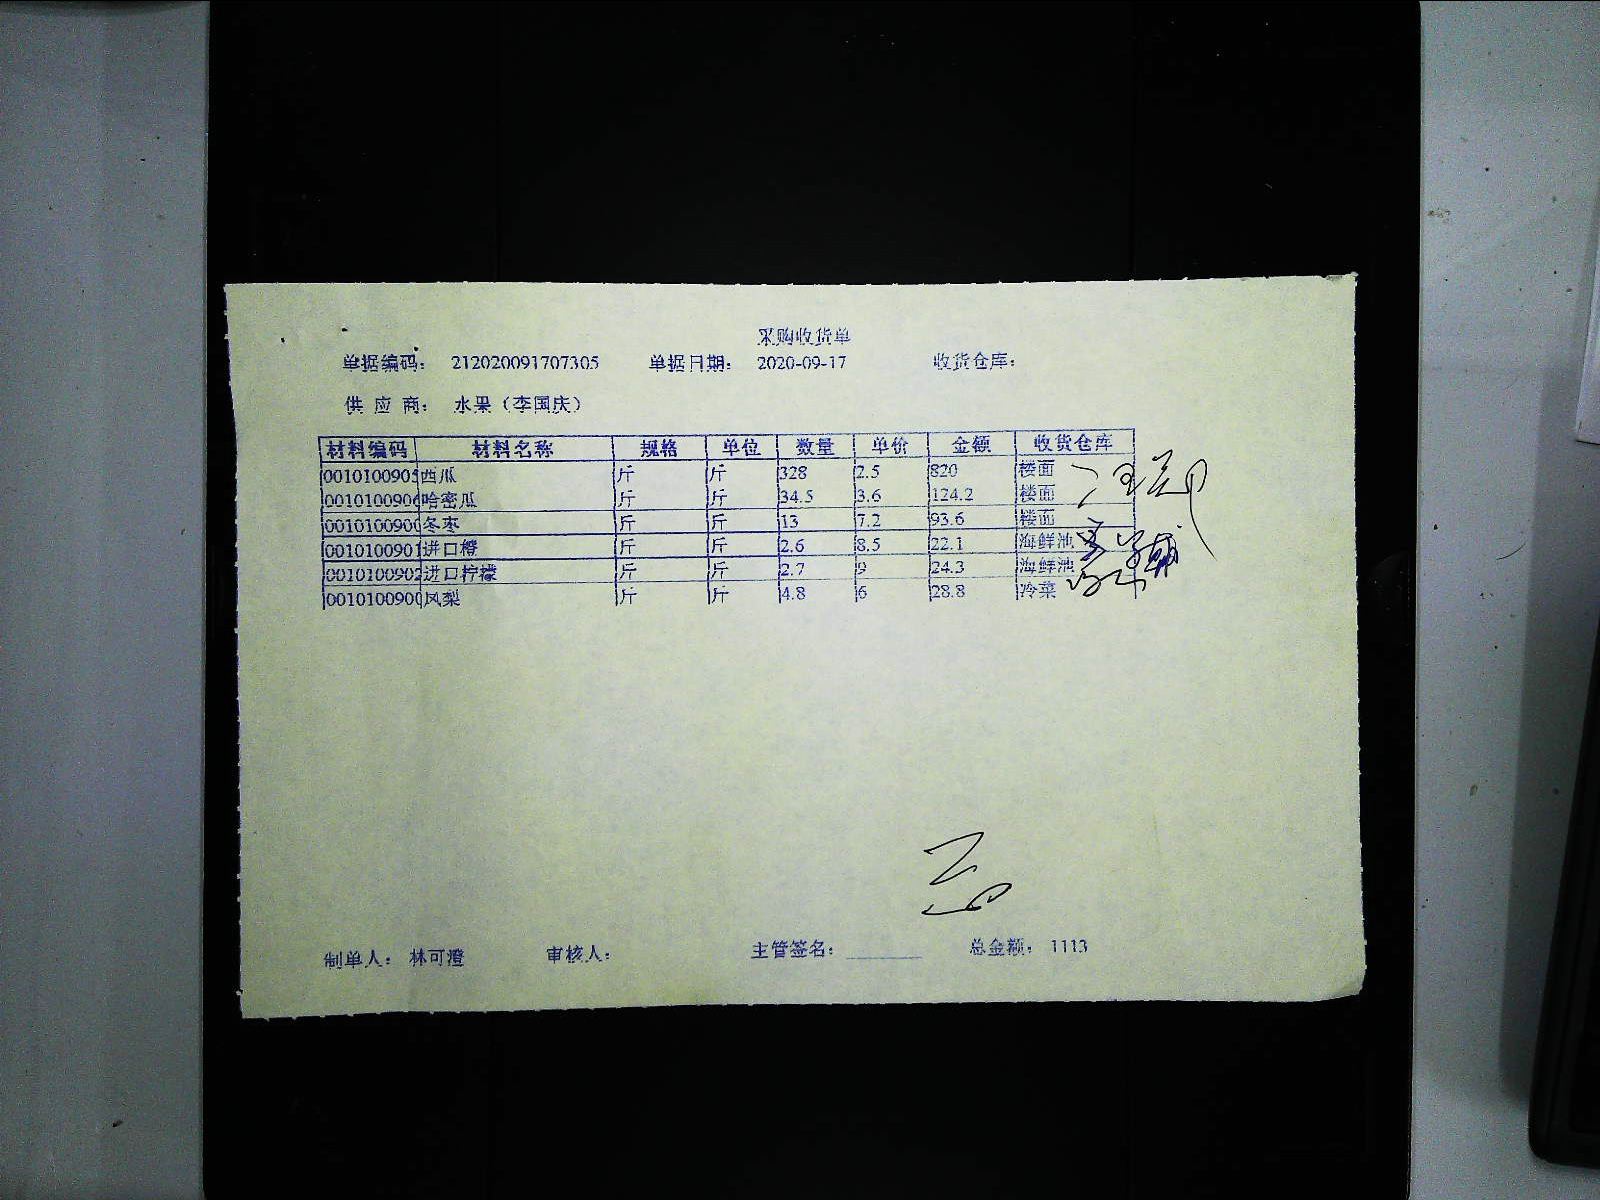 采购收货单
单据编码： 212020091707305 单据日期： 2020-09-17 收货仓库：
供 应 商： 水果（李国庆）
材料编码 材料名称 规格 单位 数量 单价 金额 收货仓库
0010100905 西瓜 斤 斤 328 2.5 820 楼面
0010100906 哈密瓜 斤 斤 34.5 3.6 124.2 楼面
0010100900 冬枣 斤 斤 13 7.2 93.6 楼面
0010100901 进口橙 斤 斤 2.6 8.5 22.1 海鲜池
0010100902 进口柠檬 斤 斤 2.7 9 24.3 海鲜池
0010100900 凤梨 斤 斤 4.8 6 28.8 冷菜
制单人： 林可澄 审核人： 主管签名： 总金额： 1113